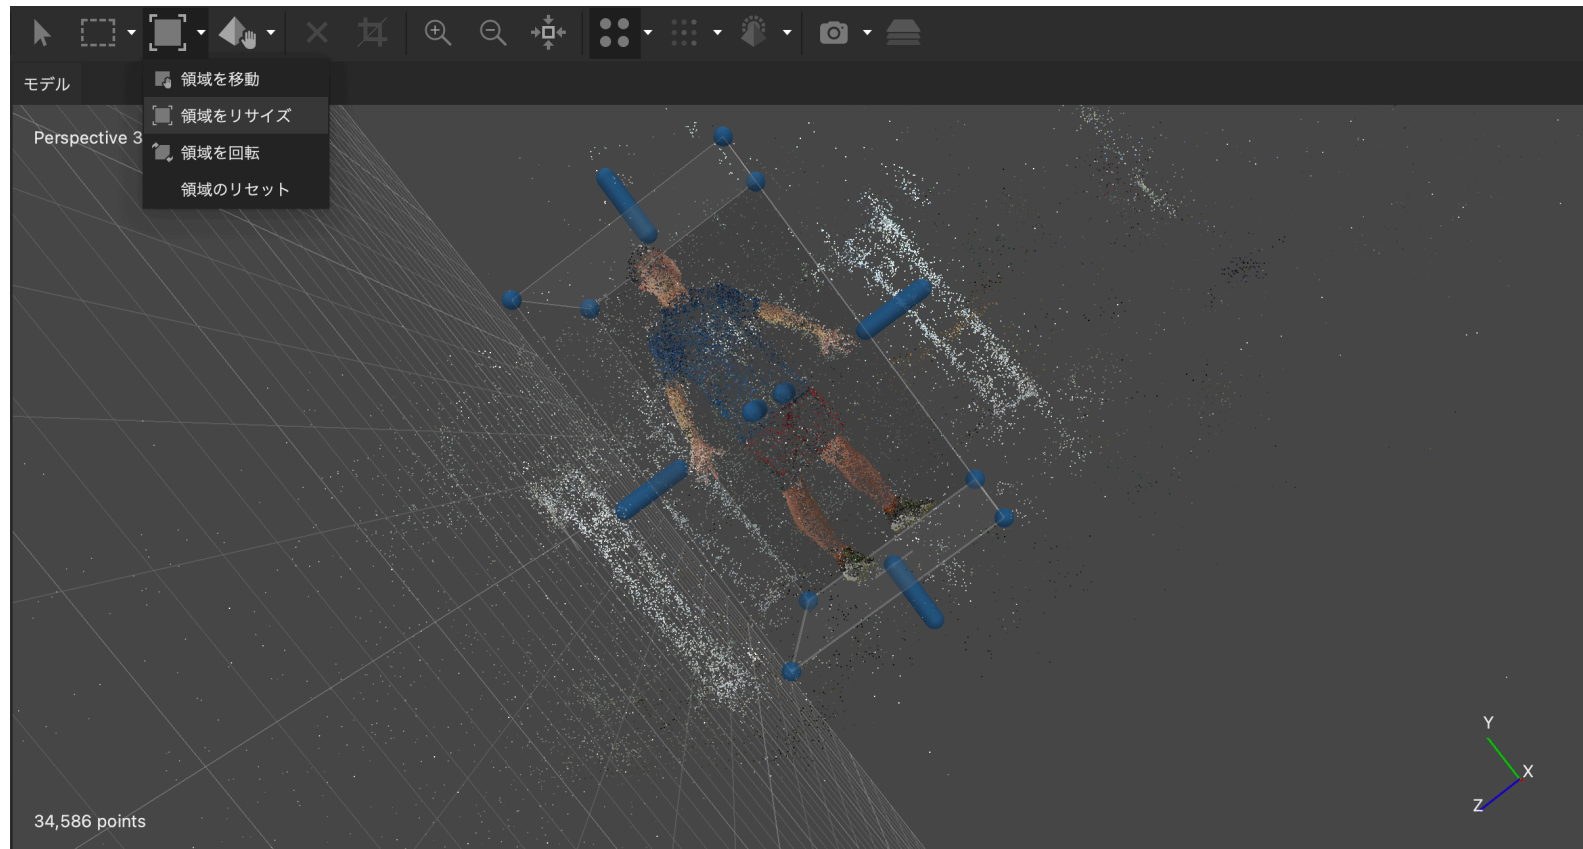 モデル
領域を移動
領域をリサイズ
領域を回転
領域のリセット
Perspective 3
34,586 points
Y
X
Z